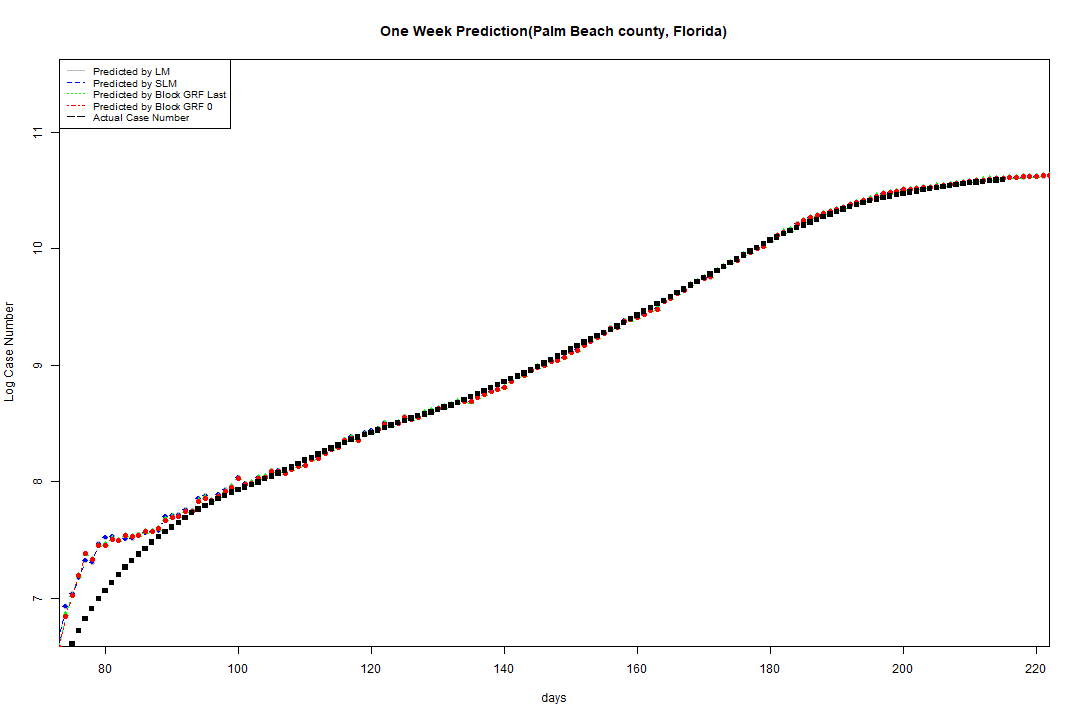 One Week Prediction(Palm Beach county, Florida)
Predicted by LM
Predicted by SLM
Predicted by Block GRF Last
Predicted by Block GRF 0
Actual Case Number
11
10
9
8
7
Log Case Number
80 100 120 140 160 180 200 220
days